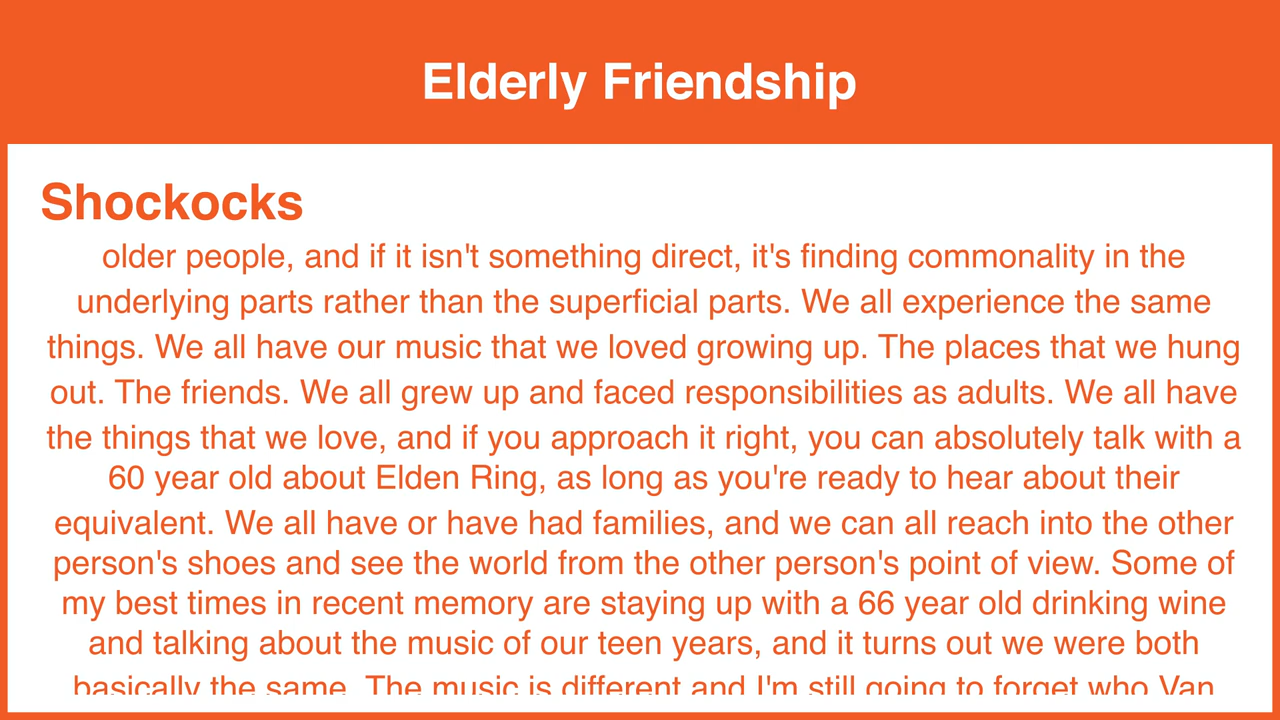 Elderly Friendship
Shockocks
older people, and if it isn't something direct, it's finding commonality in the
underlying parts rather than the superficial parts. We all experience the same
things. We all have our music that we loved growing up. The places that we hung
out. The friends. We all grew up and faced responsibilities as adults. We all have
the things that we love, and if you approach it right, you can absolutely talk with a
60 year old about Elden Ring, as long as you're ready to hear about their
equivalent. We all have or have had families, and we can all reach into the other
person's shoes and see the world from the other person's point of view. Some of
my best times in recent memory are staying up with a 66 year old drinking wine
and talking about the music of our teen years, and it turns out we were both
basically the same. The music is different and I'm still going to forget who Van